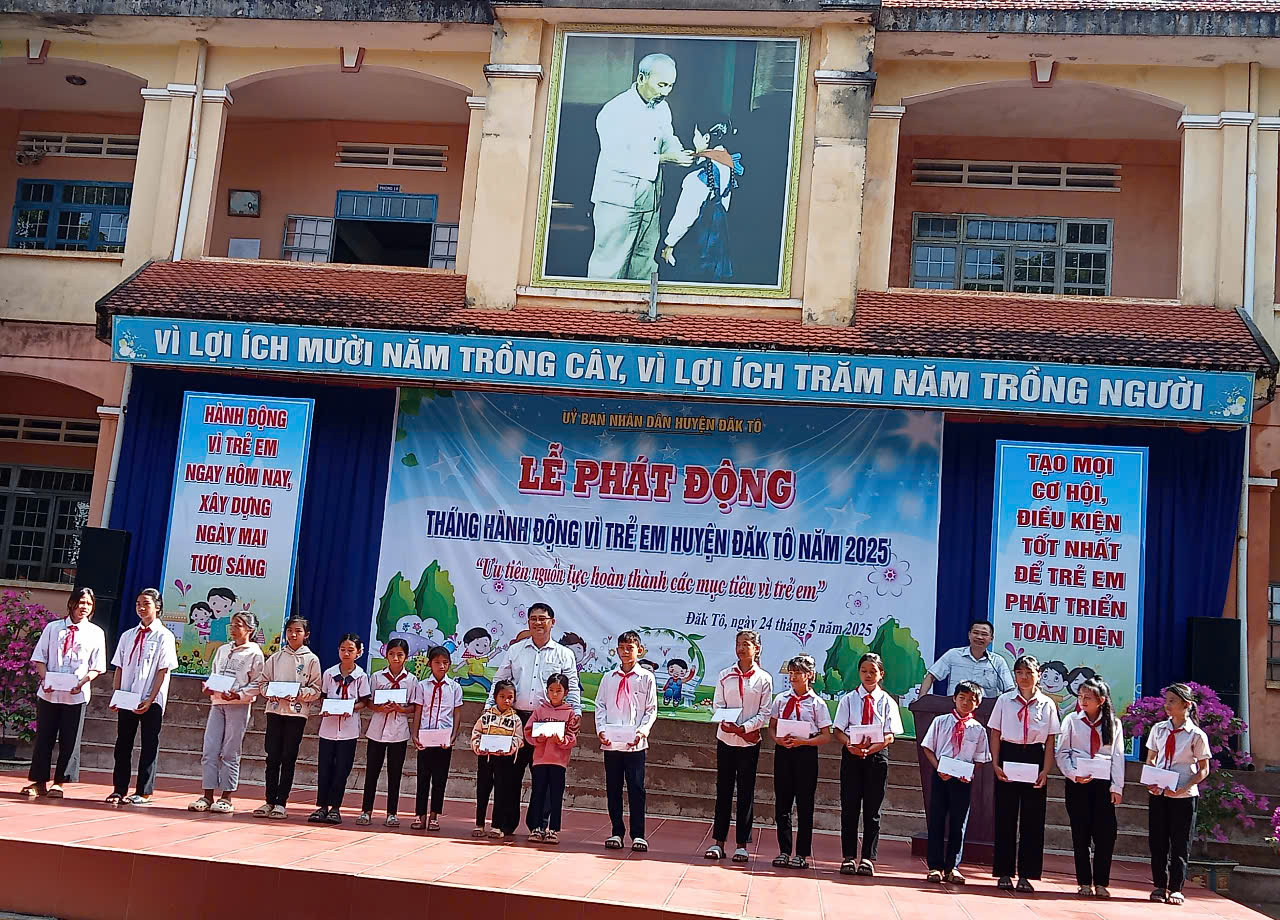 PHÒNG 10
VÌ LỢI ÍCH MƯỜI NĂM TRỒNG CÂY, VÌ LỢI ÍCH TRĂM NĂM TRỒNG NGƯỜI
HÀNH ĐỘNG
VÌ TRẺ EM
NGAY HÔM NAY,
XÂY DỰNG
NGÀY MAI
TƯƠI SÁNG
UỶ BAN NHÂN DÂN HUYỆN ĐĂK TÔ
LỄ PHÁT ĐỘNG
THÁNG HÀNH ĐỘNG VÌ TRẺ EM HUYỆN ĐĂK TÔ NĂM 2025
“Ưu tiên nguồn lực hoàn thành các mục tiêu vì trẻ em”
Đăk Tô, ngày 24 tháng 5 năm 2025
TẠO MỌI
CƠ HỘI,
ĐIỀU KIỆN
TỐT NHẤT
ĐỂ TRẺ EM
PHÁT TRIỂN
TOÀN DIỆN